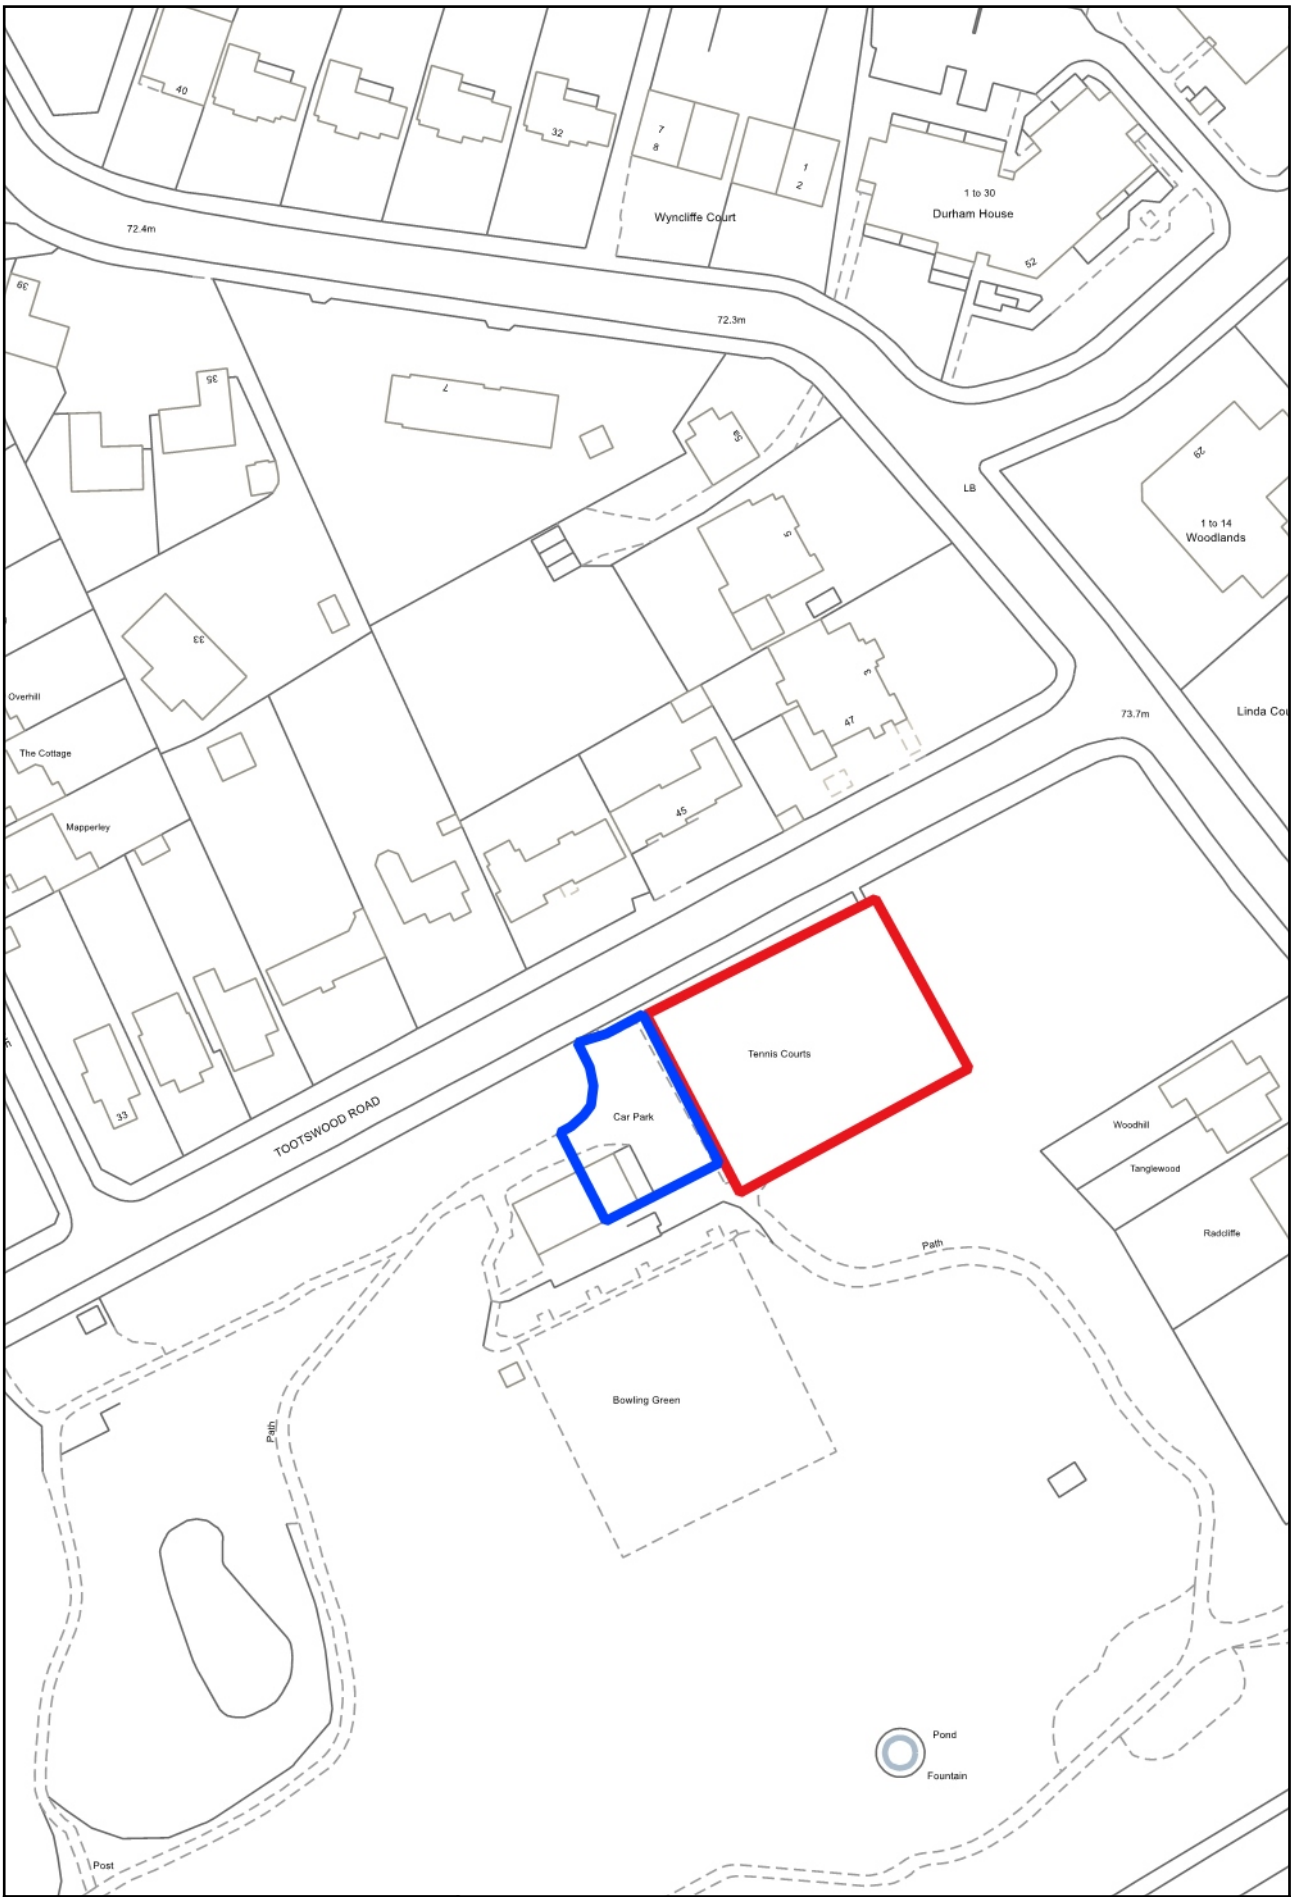 40
32
7
8
1
2
1 to 30
Durham House
Wyncliffe Court
72.4m
52
39
72.3m
35
7
5a
29
LB
1 to 14
Woodlands
5
33
3
Overhill
47
73.7m
Linda Cou
The Cottage
45
Mapperley
Tennis Courts
33
Car Park
TOOTSWOOD ROAD
Woodhill
Tanglewood
Radcliffe
Path
Bowling Green
Path
Pond
Fountain
Post